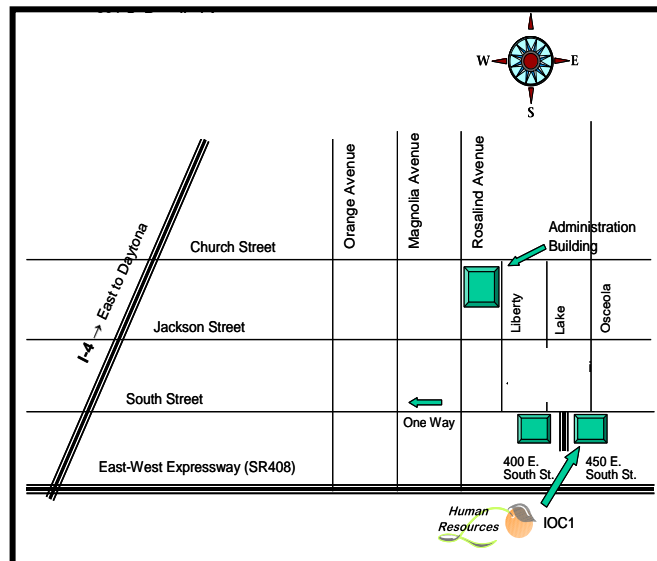 W E
S
Orange Avenue
Magnolia Avenue
Rosalind Avenue
Administration
Building
Church Street
I-4 → East to Daytona
Liberty
Lake
Osceola
Jackson Street
South Street
One Way
East-West Expressway (SR408)
400 E.
South St.
450 E.
South St.
Human
Resources
IOC1